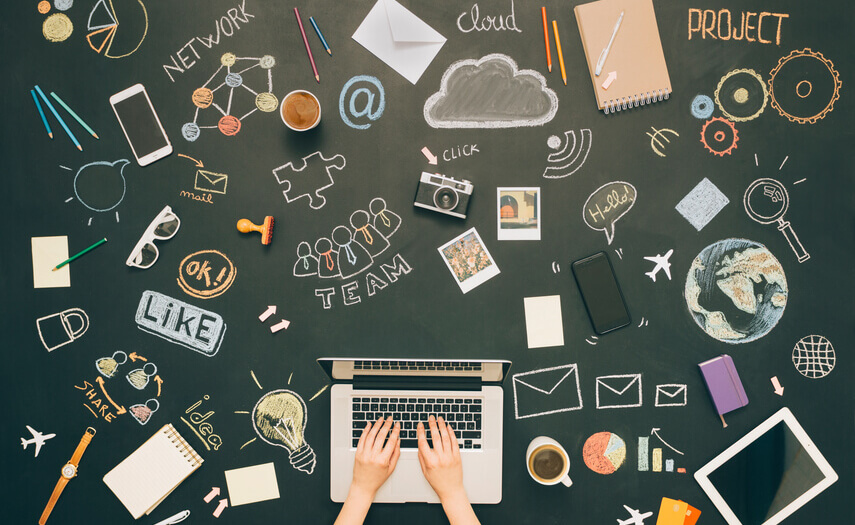 NETWORK
Cloud
PROJECT
@
CLICK
mail
Hello!
OK!
TEAM
LiKE
SHARE
idea